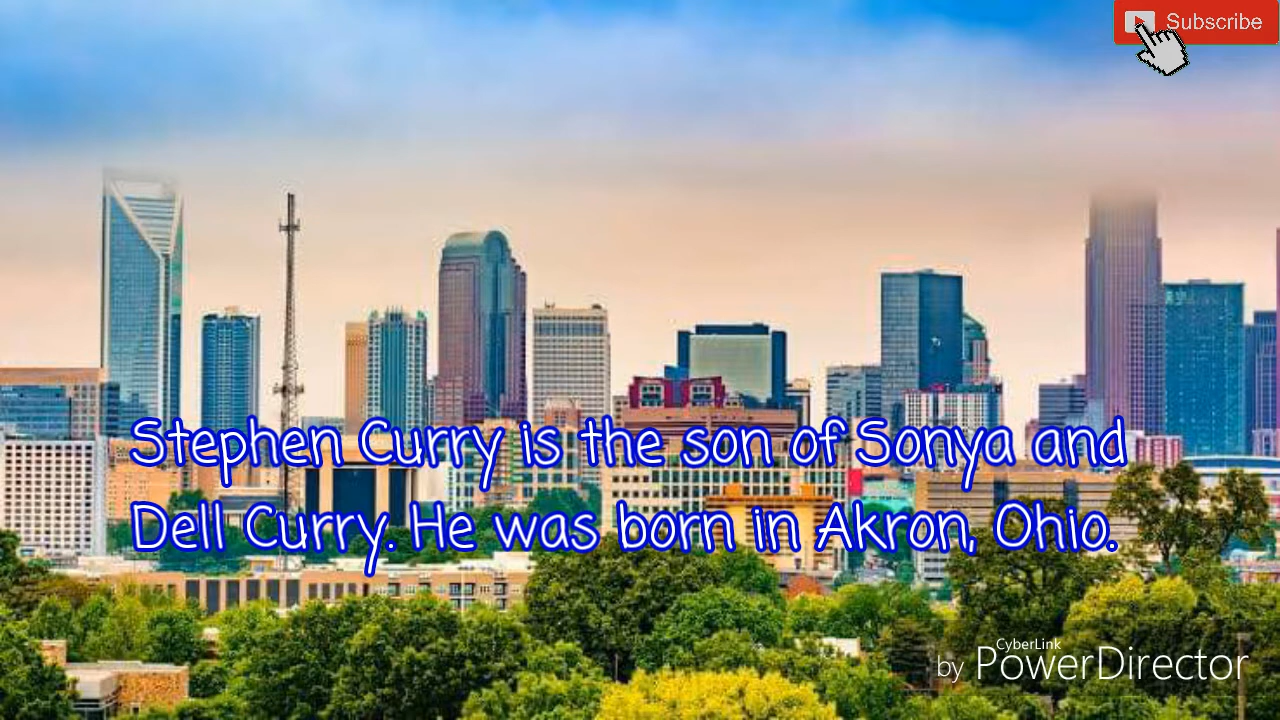 Subscribe
Stephen Curry is the son of Sonya and
Dell Curry. He was born in Akron, Ohio.
CyberLink
by PowerDirector